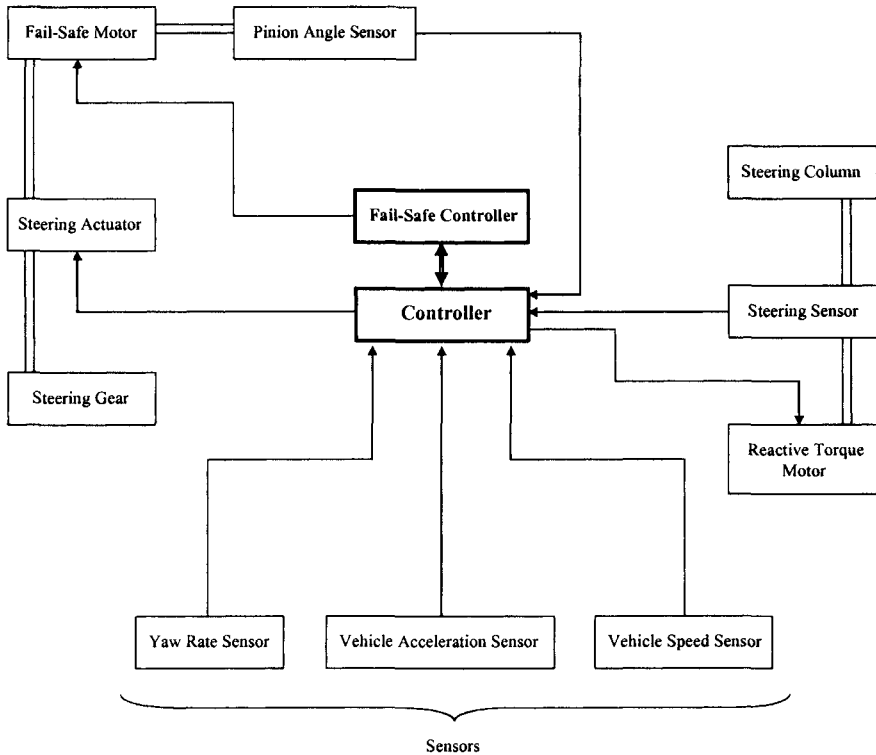 Fail-Safe Motor
Pinion Angle Sensor
Steering Column
Fail-Safe Controller
Steering Actuator
Controller
Steering Sensor
Steering Gear
Reactive Torque
Motor
Yaw Rate Sensor
Vehicle Acceleration Sensor
Vehicle Speed Sensor
Sensors